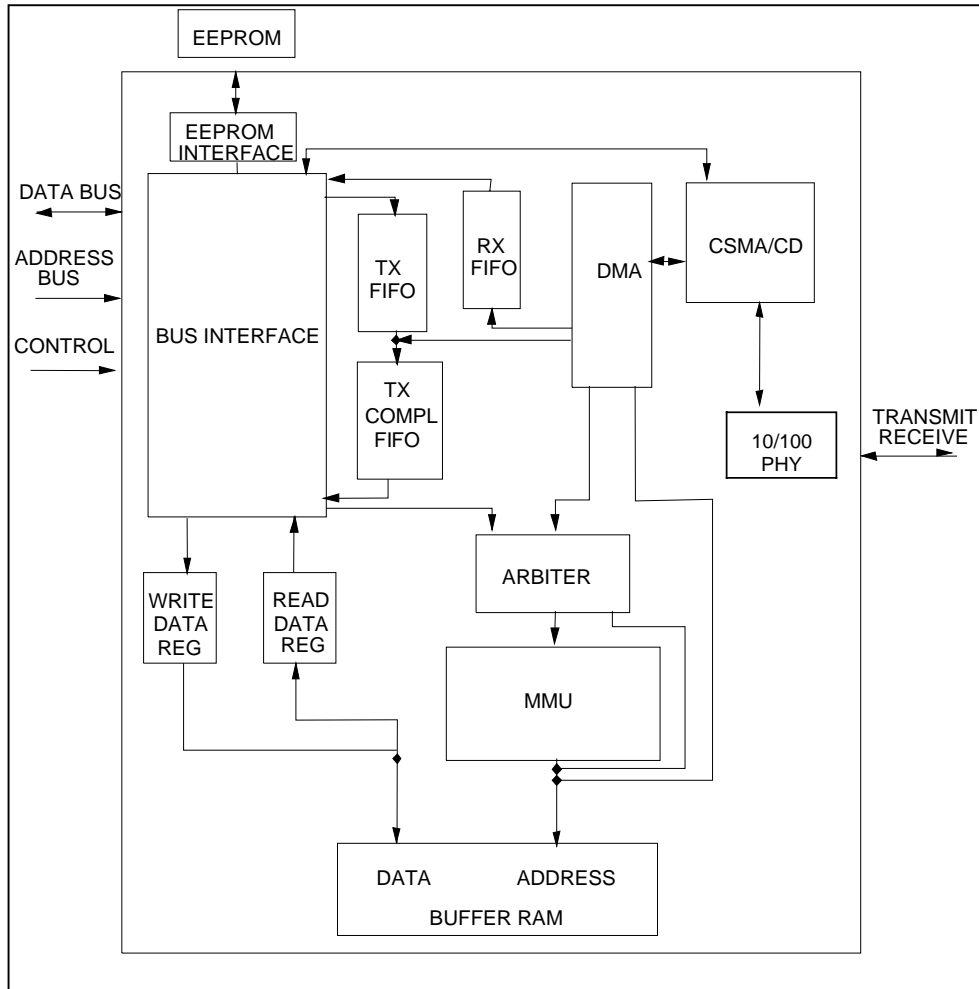 EEPROM
EEPROM
INTERFACE
DATA BUS
ADDRESS
BUS
CONTROL
BUS INTERFACE
TX
FIFO
RX
FIFO
DMA
CSMA/CD
TX
COMPL
FIFO
10/100
PHY
TRANSMIT
RECEIVE
ARBITER
WRITE
DATA
REG
READ
DATA
REG
MMU
DATA ADDRESS
BUFFER RAM